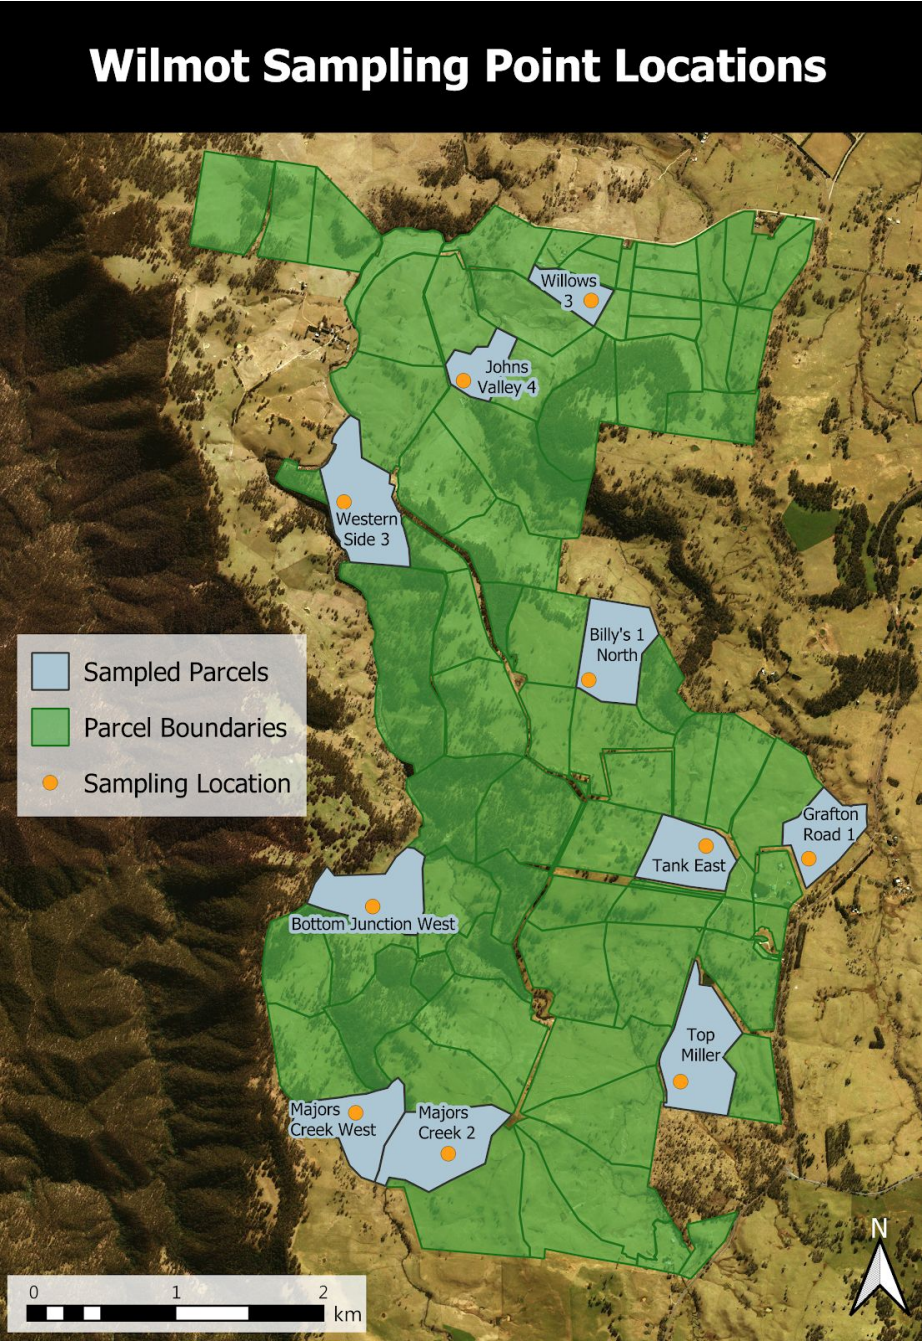 Wilmot Sampling Point Locations
Willows
3
Johns
Valley 4
Western
Side 3
Billy's 1
North
Sampled Parcels
Parcel Boundaries
Sampling Location
Grafton
Road 1
Tank East
Bottom Junction West
Top
Miller
Majors
Creek West
Majors
Creek 2
N
0 1 2
km